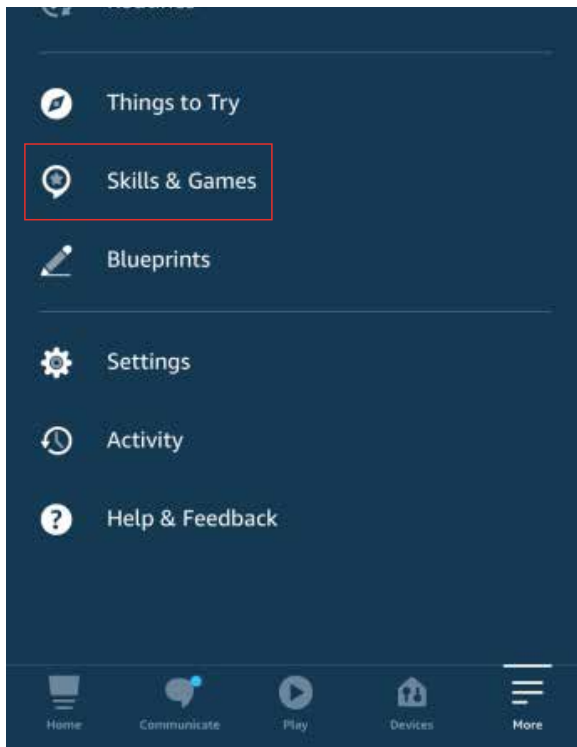 Things to Try
Skills & Games
Blueprints
Settings
Activity
Help & Feedback
Home
Communicate
Play
Devices
More